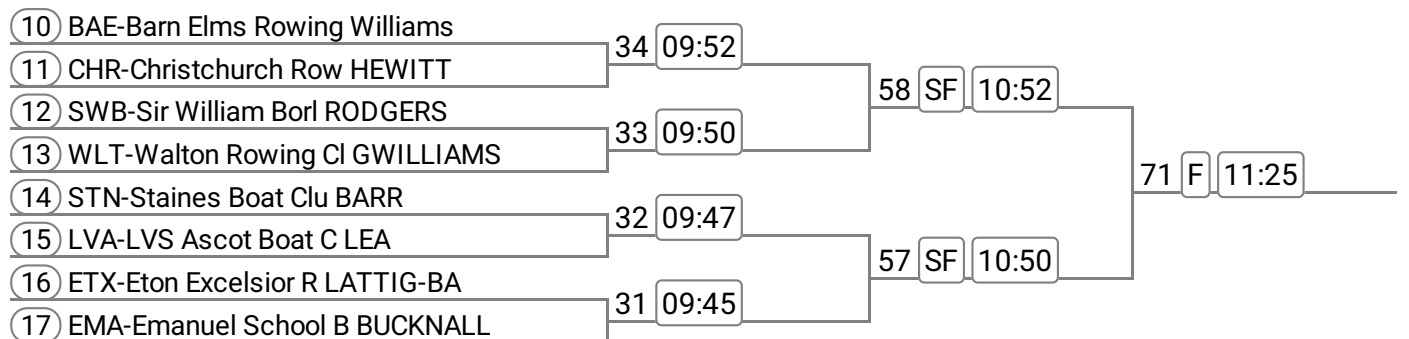 10 BAE-Barn Elms Rowing Williams
34 09:52
11 CHR-Christchurch Row HEWITT
58 SF 10:52
12 SWB-Sir William Borl RODGERS
33 09:50
13 WLT-Walton Rowing Cl GWILLIAMS
71 F 11:25
14 STN-Staines Boat Clu BARR
32 09:47
15 LVA-LVS Ascot Boat C LEA
57 SF 10:50
16 ETX-Eton Excelsior R LATTIG-BA
31 09:45
17 EMA-Emanuel School B BUCKNALL